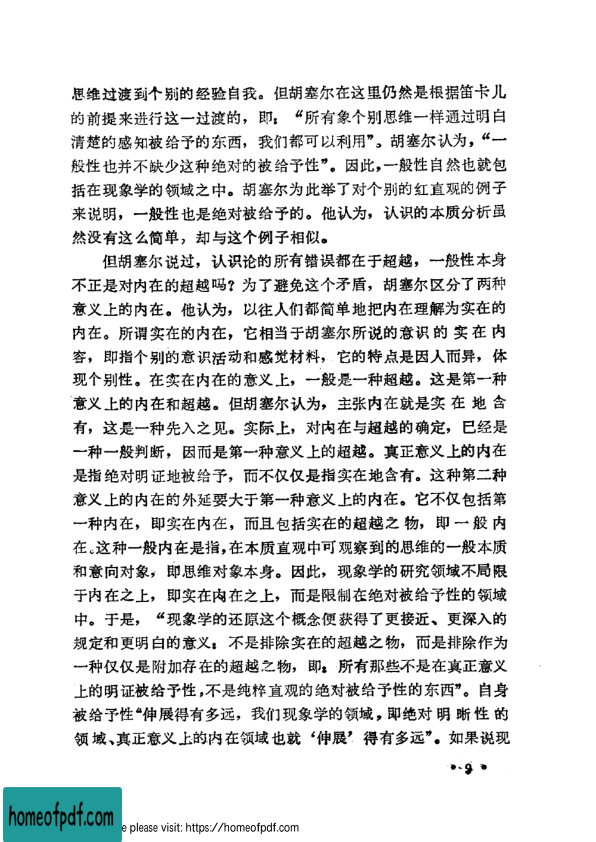 思维过渡到个别的经验自我。但胡塞尔在这里仍然是根据笛卡儿
的前提来进行这一过渡的，即：“所有象个别思维一样通过明白
清楚的感知被给予的东西，我们都可以利用”。胡塞尔认为，“一
般性也并不缺少这种绝对的被给予性”。因此，一般性自然也就包
括在现象学的领域之中。胡塞尔为此举了对个别的红直观的例子
来说明，一般性也是绝对被给予的。他认为，认识的本质分析虽
然没有这么简单，却与这个例子相似。
但胡塞尔说过，认识论的所有错误都在于超越，一般性本身
不正是对内在的超越吗？为了避免这个矛盾，胡塞尔区分了两种
意义上的内在。他认为，以往人们都简单地把内在理解为实在的
内在。所谓实在的内在，它相当于胡塞尔所说的意识的实在内
容，即指个别的意识活动和感觉材料，它的特点是因人而异，体
现个别性。在实在内在的意义上，一般是一种超越。这是第一种
意义上的内在和超越。但胡塞尔认为，主张内在就是实在地含
有，这是一种先入之见。实际上，对内在与超越的确定，已经是
一种一般判断，因而是第一种意义上的超越。真正意义上的内在
是指绝对明证地被给予，而不仅仅是指实在地含有。这种第二种
意义上的内在的外延要大于第一种意义上的内在。它不仅包括第
一种内在，即实在内在，而且包括实在的超越之物，即一般内
在。这种一般内在是指，在本质直观中可观察到的思维的一般本质
和意向对象，即思维对象本身。因此，现象学的研究领域不局限
于内在之上，即实在内在之上，而是限制在绝对被给予性的领域
中。于是，“现象学的还原这个概念便获得了更接近、更深入的
规定和更明白的意义：不是排除实在的超越之物，而是排除作为
一种仅仅是附加存在的超越之物，即：所有那些不是在真正意义
上的明证被给予性，不是纯粹直观的绝对被给予性的东西”。自身
被给予性“伸展得有多远，我们现象学的领域，即绝对明晰性的
领域、真正意义上的内在领域也就‘伸展’得有多远”。如果说现
• 9 •
homeofpdf.com
e please visit: https://homeofpdf.com